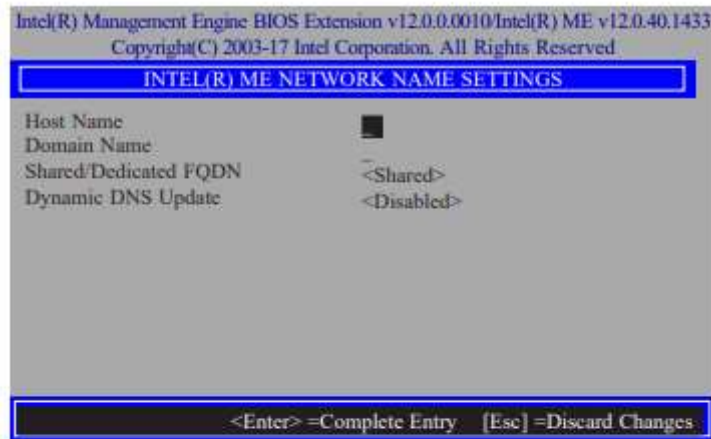 Intel(R) Management Engine BIOS Extension v12.0.0.0010/Intel(R) ME v12.0.40.1433
Copyright(C) 2003-17 Intel Corporation. All Rights Reserved
INTEL(R) ME NETWORK NAME SETTINGS
Host Name _
Domain Name _
Shared/Dedicated FQDN <Shared>
Dynamic DNS Update <Disabled>
<Enter> =Complete Entry [Esc] =Discard Changes